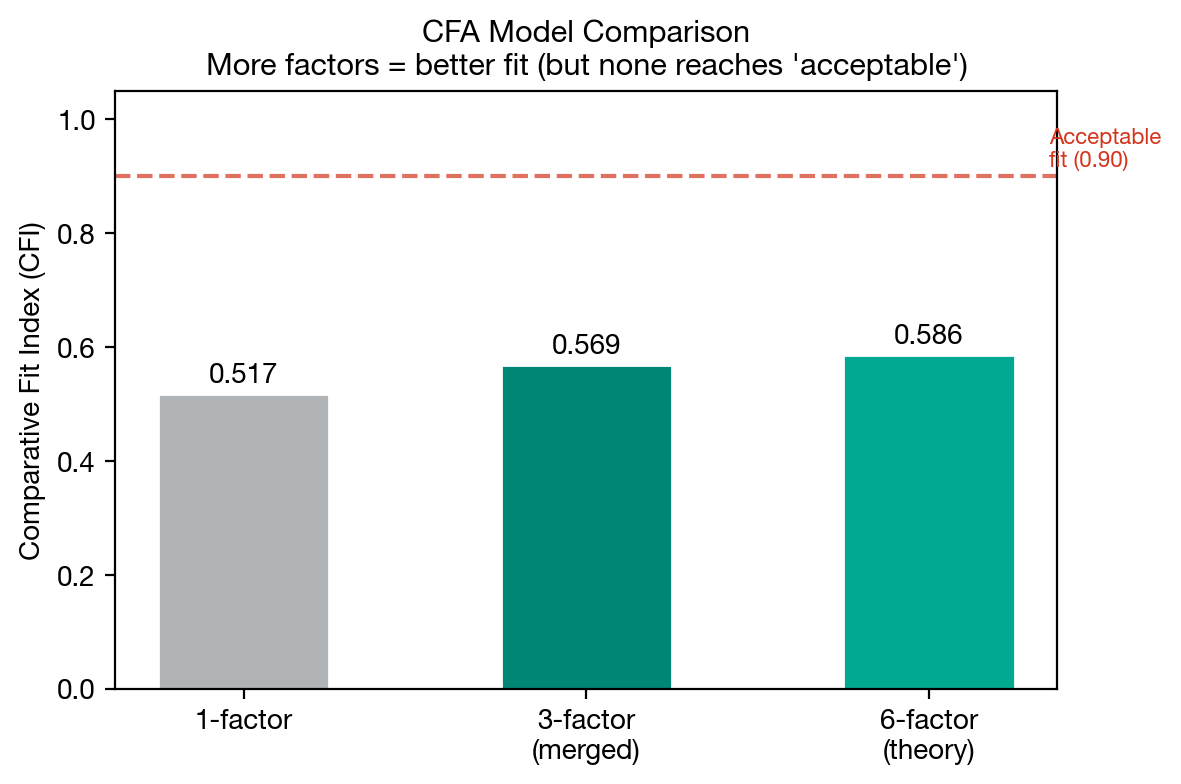 CFA Model Comparison
More factors = better fit (but none reaches 'acceptable')
Comparative Fit Index (CFI)
1.0
0.8
0.6
0.4
0.2
0.0
Acceptable
fit (0.90)
0.517
0.569
0.586
1-factor
3-factor
(merged)
6-factor
(theory)